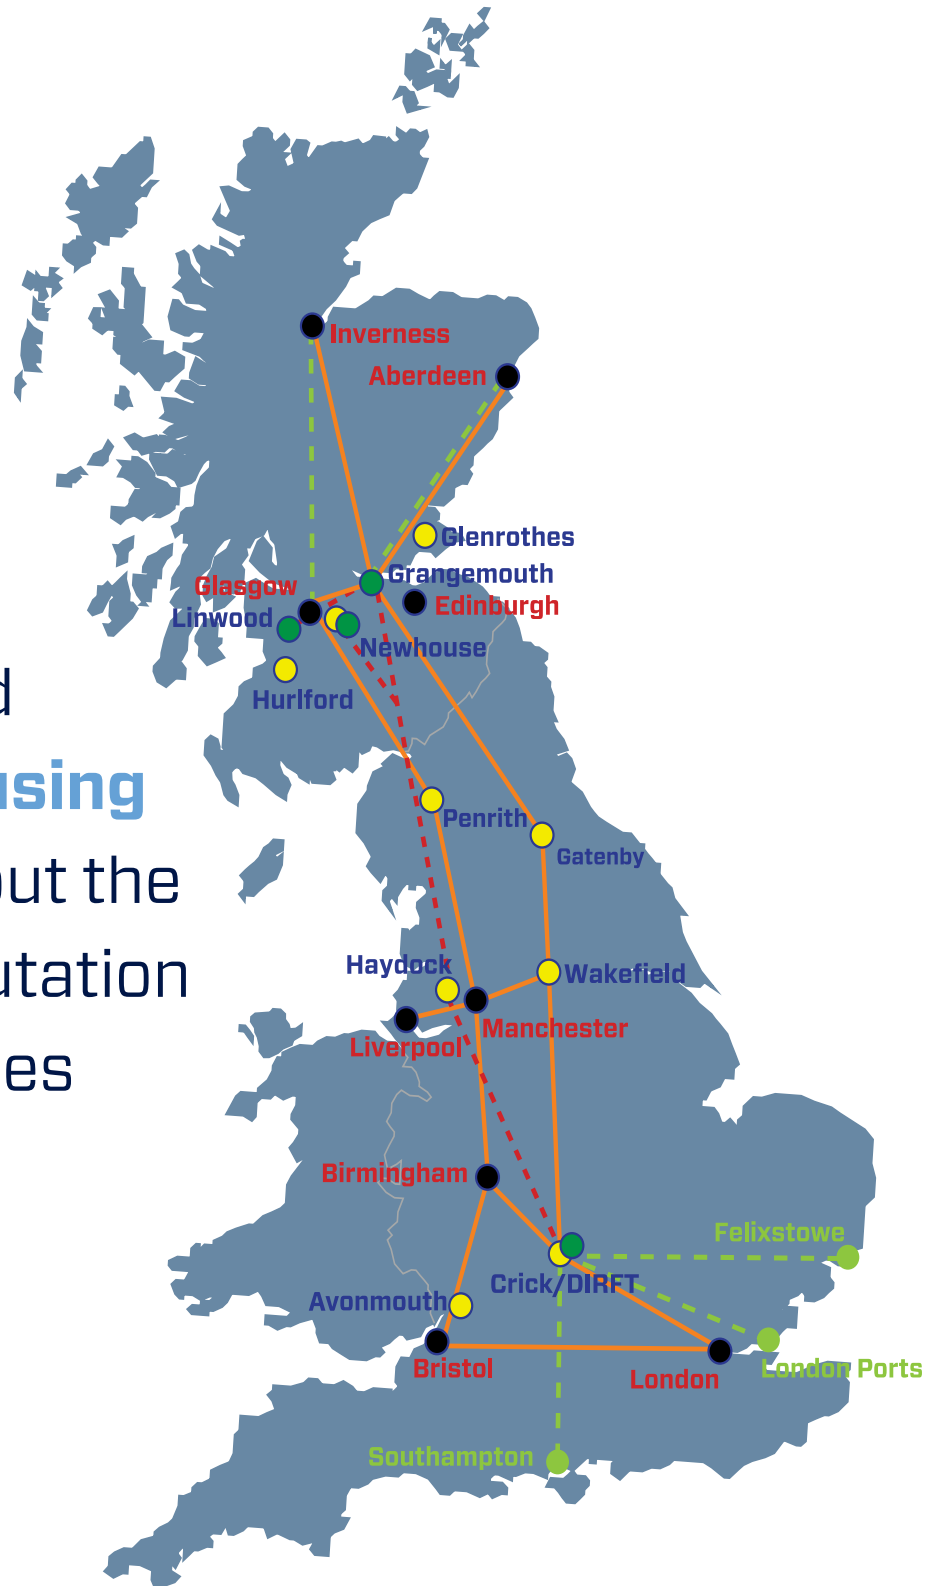 Inverness
Aberdeen
Glenrothes
Grangemouth
Glasgow
Edinburgh
Linwood
Newhouse
Hurlford
Penrith
Gatenby
Haydock
Wakefield
Manchester
Liverpool
Birmingham
Felixstowe
Crick/DIRFT
Avonmouth
Bristol
London Ports
London
Southampton
d
using
out the
utation
es